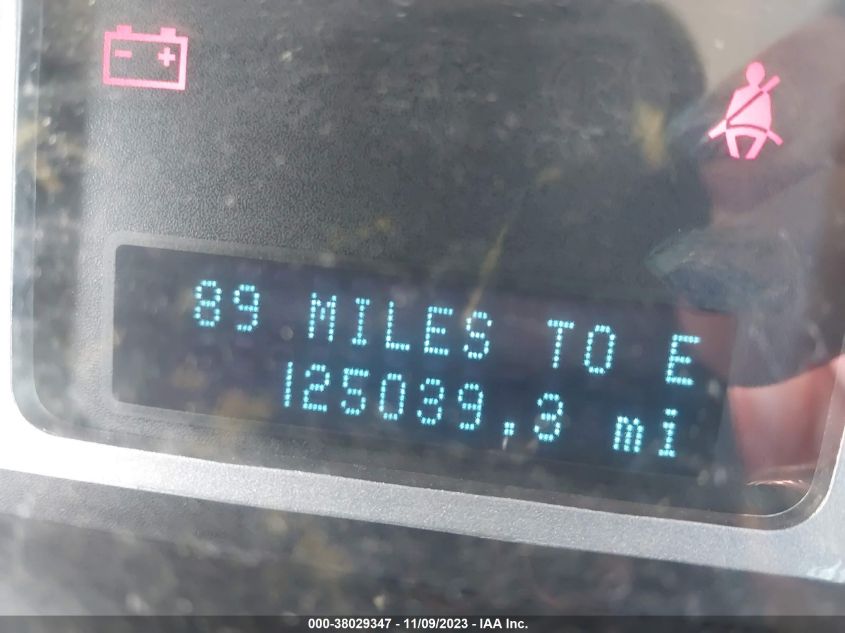 89 MILES TO E
125039.3 mi
000-38029347 - 11/09/2023 - IAA Inc.